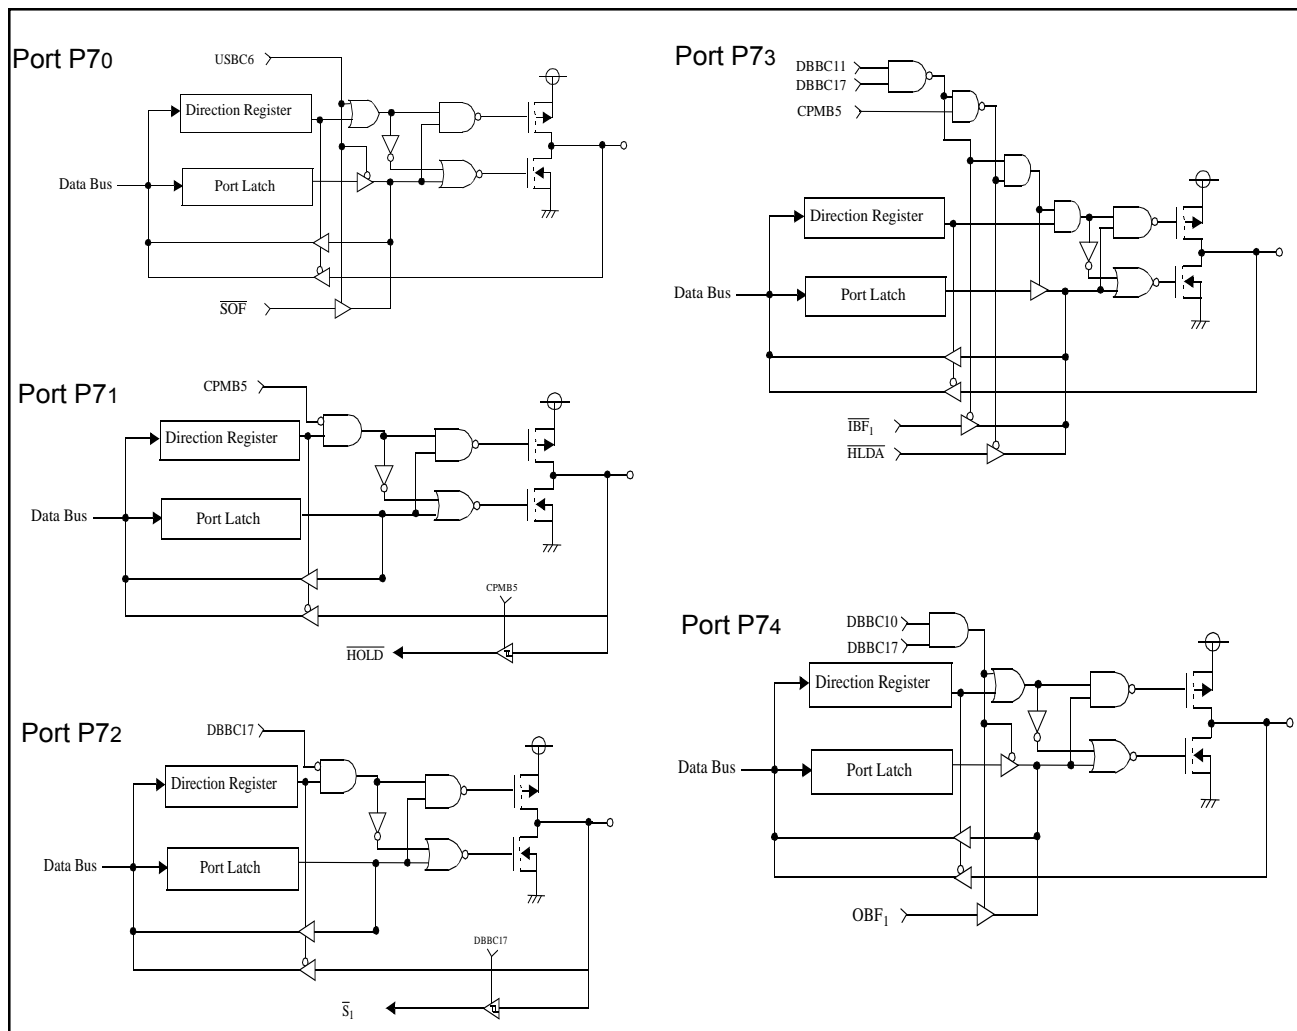 Port P70
USBC6
Direction Register
Data Bus
Port Latch
SOF
Port P71
CPMB5
Direction Register
Data Bus
Port Latch
CPMB5
HOLD
Port P72
DBBC17
Direction Register
Data Bus
Port Latch
DBBC17
S1
Port P73
DBBC11
DBBC17
CPMB5
Direction Register
Data Bus
Port Latch
IBF1
HLDA
Port P74
DBBC10
DBBC17
Direction Register
Data Bus
Port Latch
OBF1